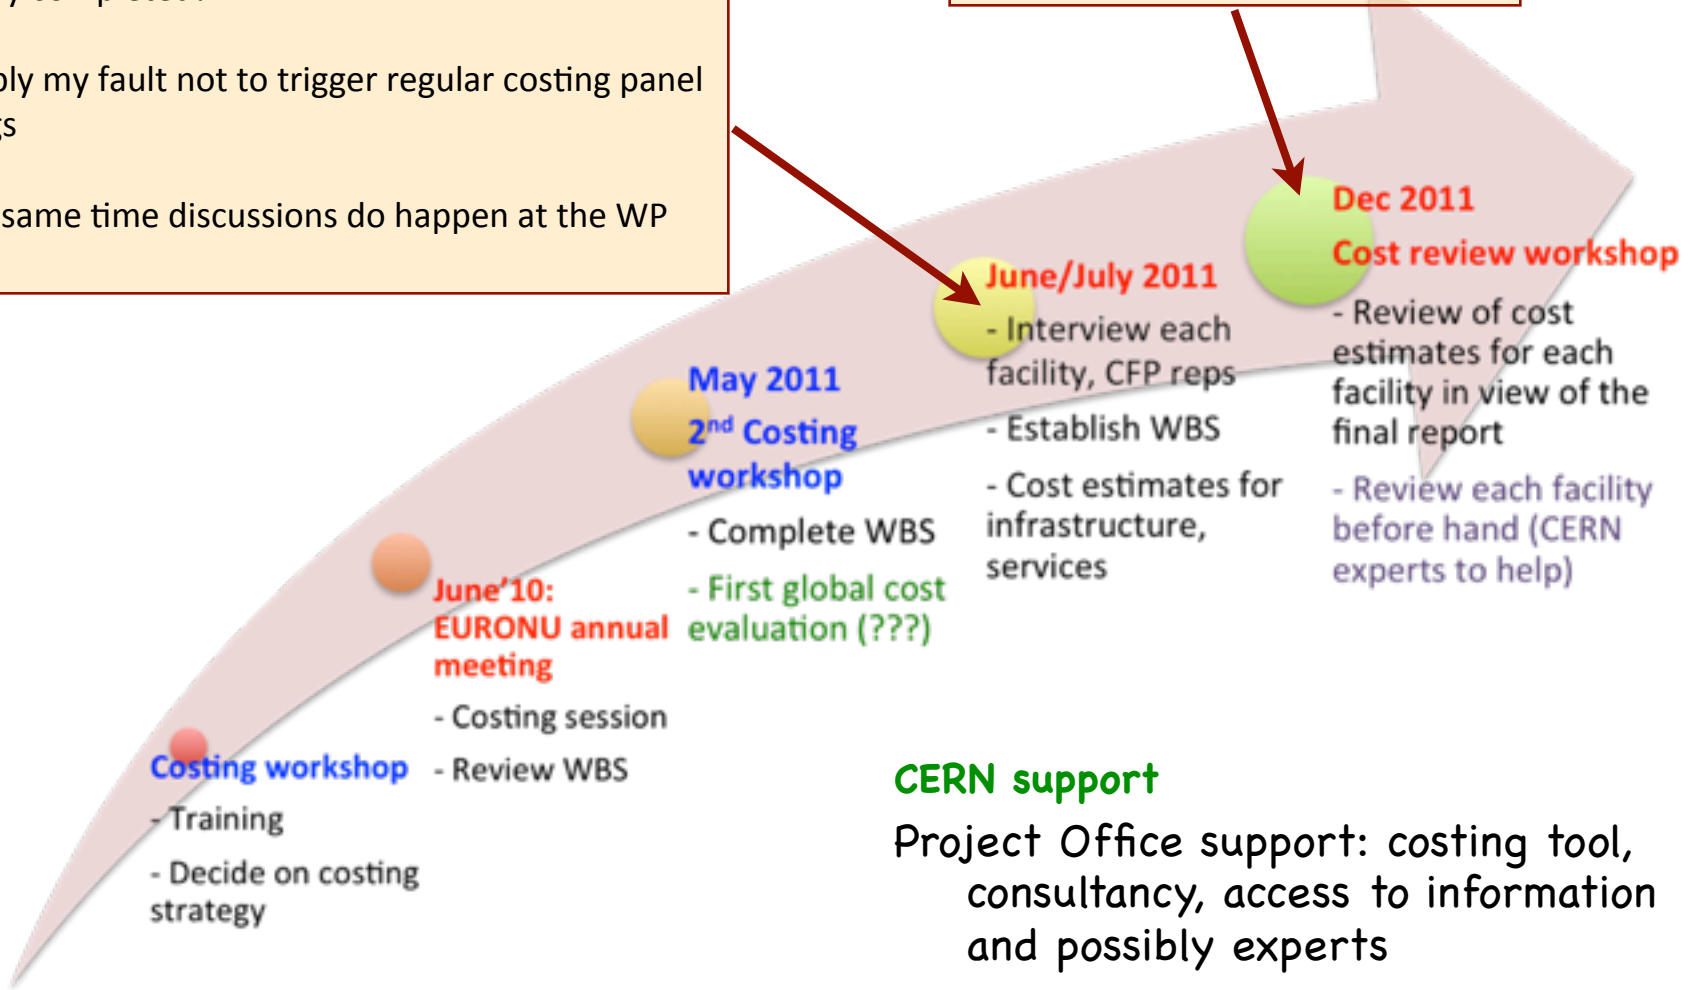 my fault not to trigger regular costing panel
same time discussions do happen at the WP
Dec 2011
Cost review workshop
- Review of cost
estimates for each
facility in view of the
final report
- Review each facility
before hand (CERN
experts to help)
June/July 2011
- Interview each
facility, CFP reps
- Establish WBS
- Cost estimates for
infrastructure,
services
May 2011
2nd Costing
workshop
- Complete WBS
- First global cost
evaluation (???)
June'10:
EURONU annual
meeting
- Costing session
- Review WBS
Costing workshop
- Training
- Decide on costing
strategy
CERN support
Project Office support: costing tool,
consultancy, access to information
and possibly experts